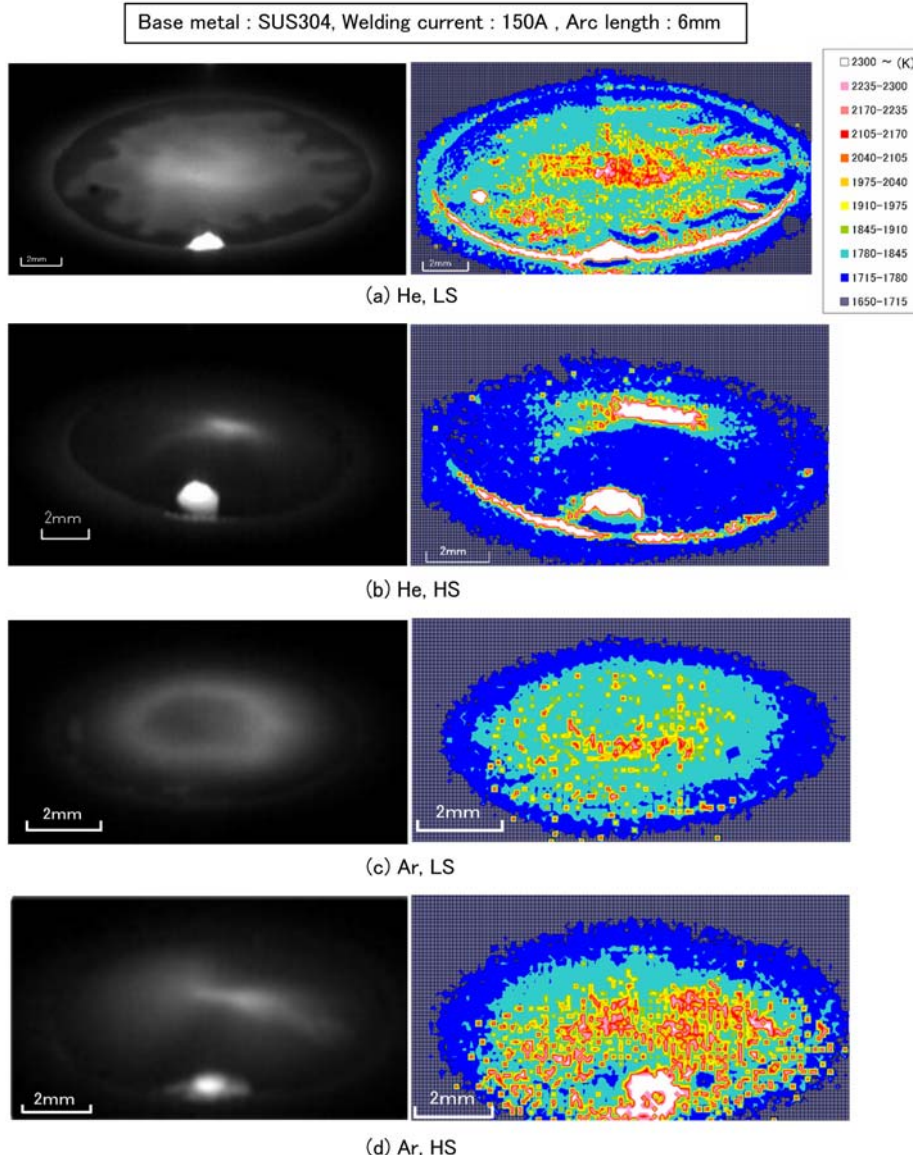 Base metal : SUS304, Welding current : 150A , Arc length : 6mm
2300 ~ (K)
2235-2300
2170-2235
2105-2170
2040-2105
1975-2040
1910-1975
1845-1910
1780-1845
1715-1780
1650-1715
2mm
2mm
(a) He, LS
2mm
2mm
(b) He, HS
2mm
2mm
(c) Ar, LS
2mm
2mm
(d) Ar, HS